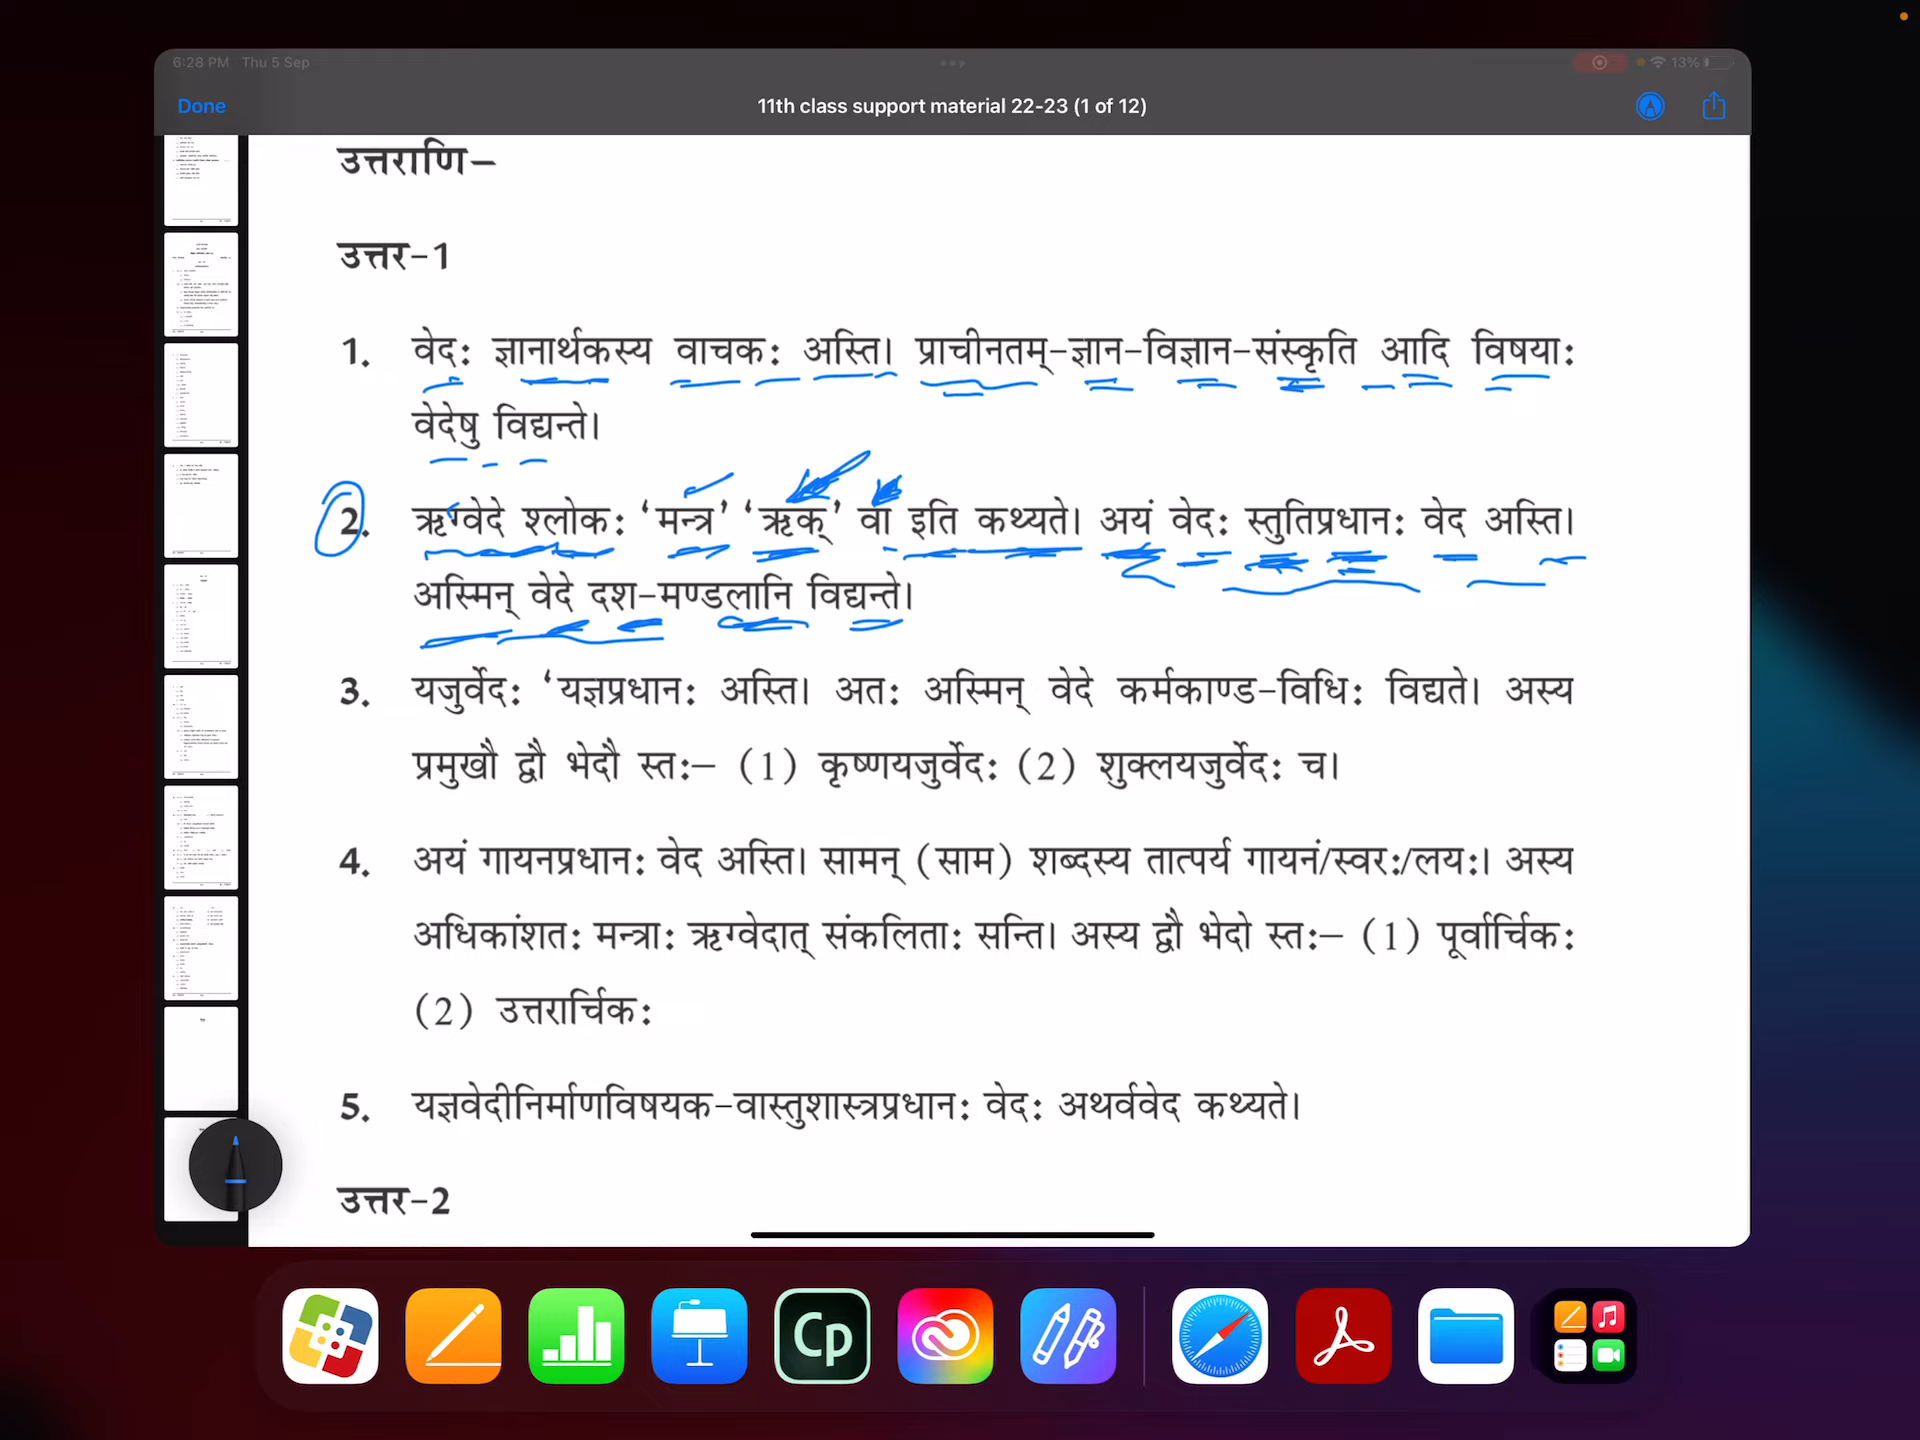 6:28 PM Thu 5 Sep
13%
Done
11th class support material 22-23 (1 of 12)
उत्तराणि–
उत्तर-1
1. वेदः ज्ञानार्थकस्य वाचकः अस्ति। प्राचीनतम्-ज्ञान-विज्ञान-संस्कृति आदि विषयाः
वेदेषु विद्यन्ते।
2. ऋग्वेदे श्लोकः ‘मन्त्र’ ‘ऋक्’ वा इति कथ्यते। अयं वेदः स्तुतिप्रधानः वेद अस्ति।
अस्मिन् वेदे दश-मण्डलानि विद्यन्ते।
3. यजुर्वेदः ‘यज्ञप्रधानः अस्ति। अतः अस्मिन् वेदे कर्मकाण्ड-विधिः विद्यते। अस्य
प्रमुखौ द्वौ भेदौ स्तः– (1) कृष्णयजुर्वेदः (2) शुक्लयजुर्वेदः च।
4. अयं गायनप्रधानः वेद अस्ति। सामन् (साम) शब्दस्य तात्पर्य गायनं/स्वरः/लयः। अस्य
अधिकांशतः मन्त्राः ऋग्वेदात् संकलिताः सन्ति। अस्य द्वौ भेदो स्तः– (1) पूर्वार्चिकः
(2) उत्तरार्चिकः
5. यज्ञवेदीनिर्माणविषयक-वास्तुशास्त्रप्रधानः वेदः अथर्ववेद कथ्यते।
उत्तर-2
Cp